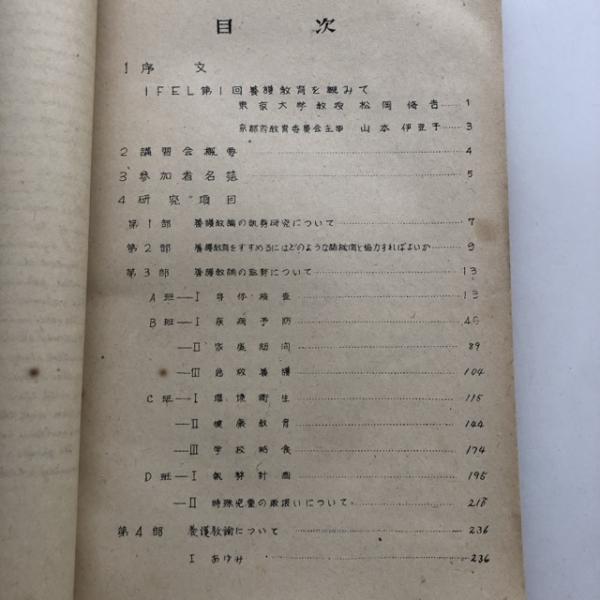 目次
1 序文
IFEL第1回養護教育を観みて
東京大学教授 松岡脩吉 1
京都府教育委員会主事 山本伊登子 3
2 講習会概要 4
3 参加者名簿 5
4 研究項目
第1部 養護教諭の執務研究について 7
第2部 養護教育をすすめるにはどのような関係機関と協力すればよいか 9
第3部 養護教諭の執務について 13
A班―I 身体検査 13
B班―I 疾病予防 46
―II 家庭訪問 89
―III 救急養護 104
C班―I 環境衛生 115
―II 健康教育 144
―III 学校給食 174
D班―I 執務計画 195
―II 特殊児童の取扱いについて 218
第4部 養護教諭について 236
I あゆみ 236